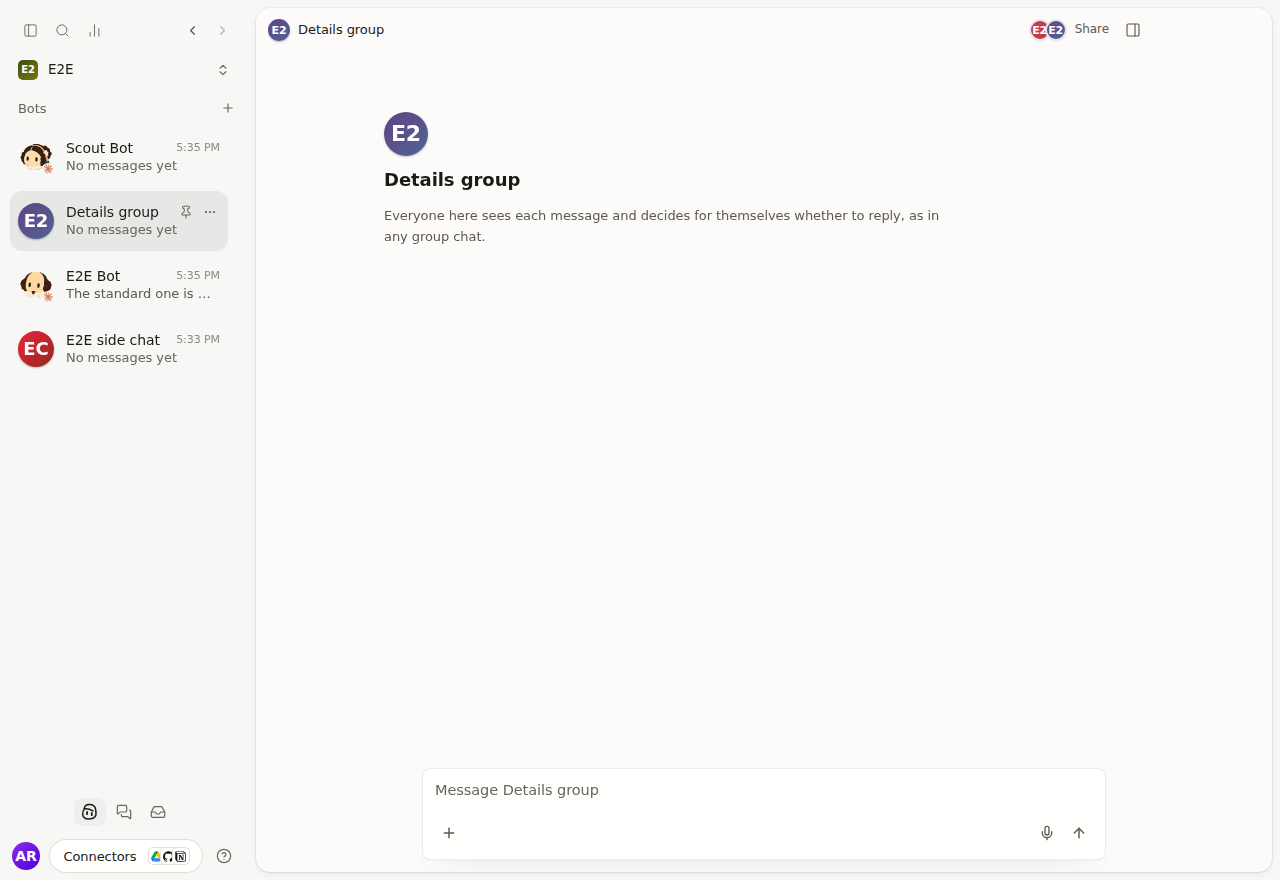 E2 E2E
Bots
Scout Bot 5:35 PM
No messages yet
E2 Details group
No messages yet
E2E Bot 5:35 PM
The standard one is …
EC E2E side chat 5:33 PM
No messages yet
AR Connectors
E2 Details group
E2 E2 Share
E2
Details group
Everyone here sees each message and decides for themselves whether to reply, as in
any group chat.
Message Details group